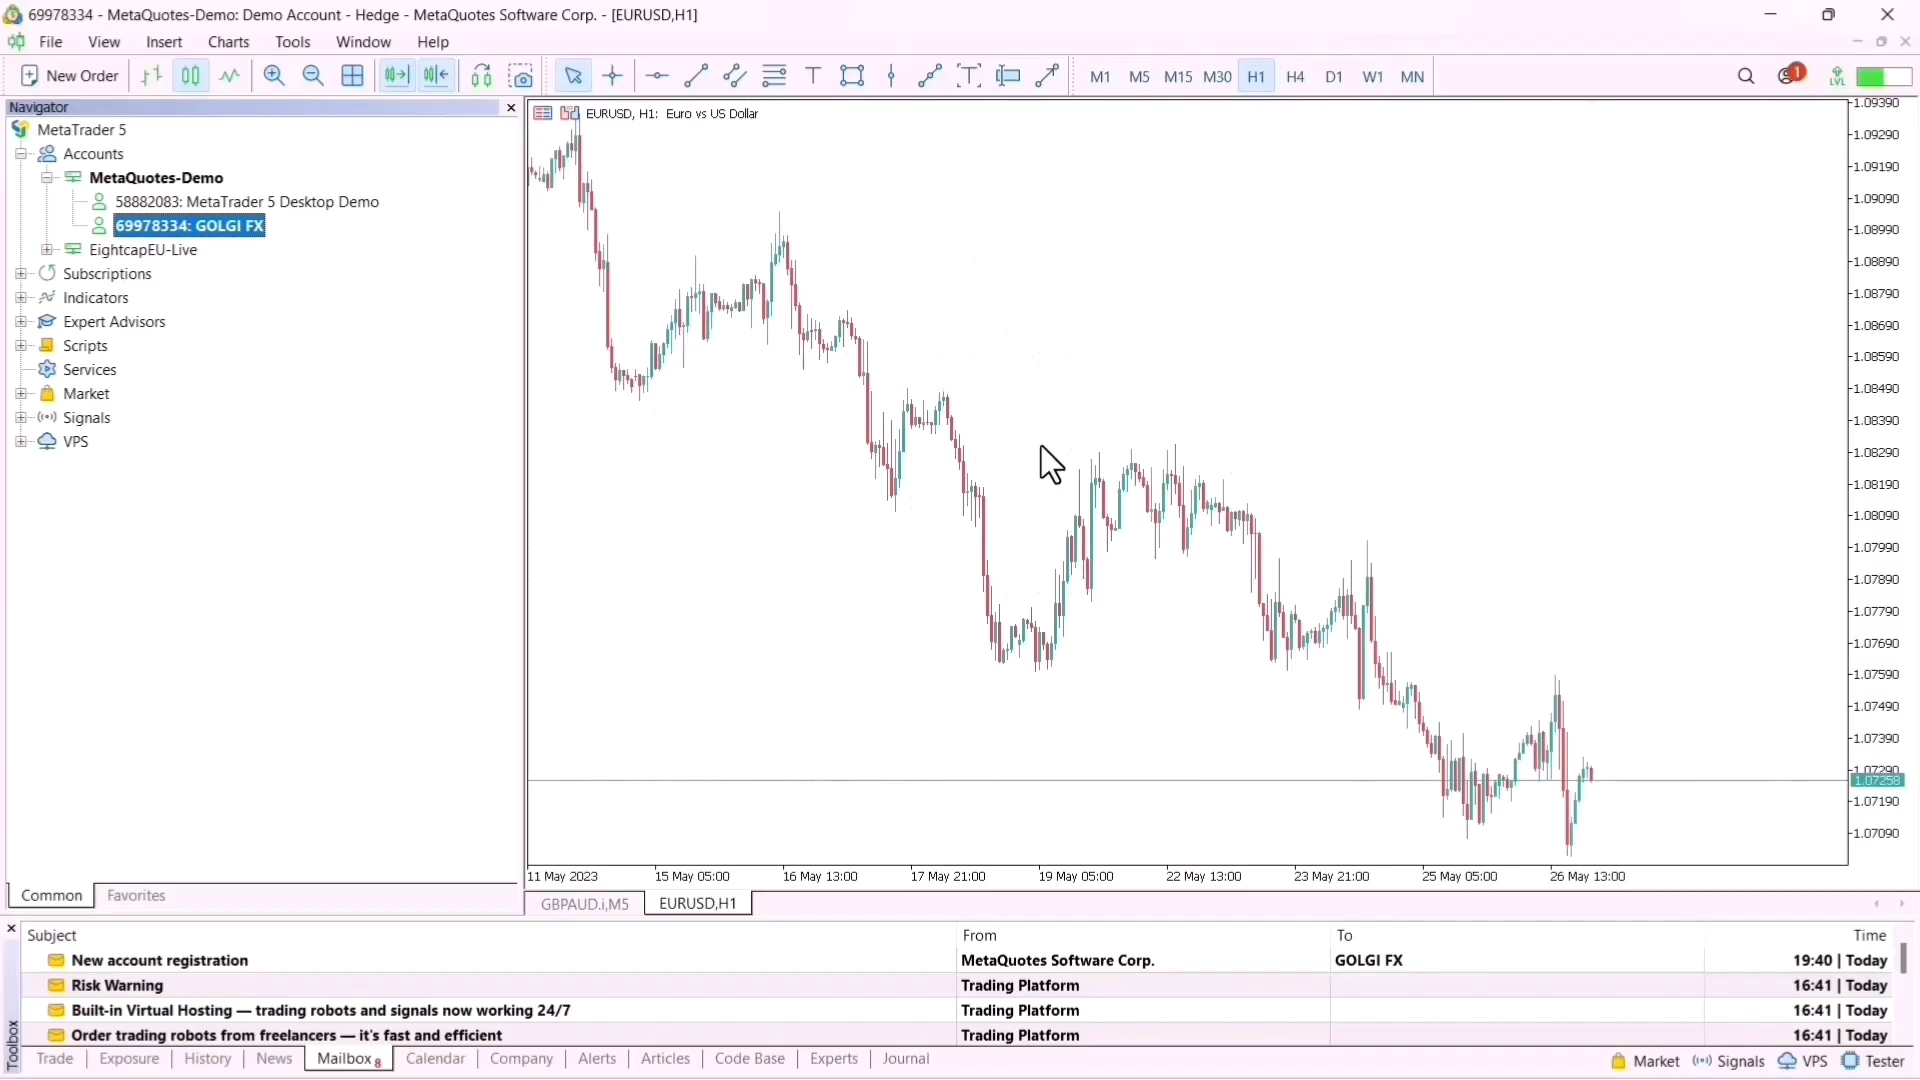 69978334 - MetaQuotes-Demo: Demo Account - Hedge - MetaQuotes Software Corp. - [EURUSD,H1]
File View Insert Charts Tools Window Help
New Order M1 M5 M15 M30 H1 H4 D1 W1 MN 1 LVL
Navigator
MetaTrader 5
Accounts
MetaQuotes-Demo
58882083: MetaTrader 5 Desktop Demo
69978334: GOLGI FX
EightcapEU-Live
Subscriptions
Indicators
Expert Advisors
Scripts
Services
Market
Signals
VPS
Common Favorites
EURUSD, H1: Euro vs US Dollar
1.09390
1.09290
1.09190
1.09090
1.08990
1.08890
1.08790
1.08690
1.08590
1.08490
1.08390
1.08290
1.08190
1.08090
1.07990
1.07890
1.07790
1.07690
1.07590
1.07490
1.07390
1.07290
1.07258
1.07190
1.07090
11 May 2023 15 May 05:00 16 May 13:00 17 May 21:00 19 May 05:00 22 May 13:00 23 May 21:00 25 May 05:00 26 May 13:00
GBPAUD.i,M5 EURUSD,H1
Subject From To Time
New account registration MetaQuotes Software Corp. GOLGI FX 19:40 | Today
Risk Warning Trading Platform 16:41 | Today
Built-in Virtual Hosting — trading robots and signals now working 24/7 Trading Platform 16:41 | Today
Order trading robots from freelancers — it's fast and efficient Trading Platform 16:41 | Today
Toolbox
Trade Exposure History News Mailbox 8 Calendar Company Alerts Articles Code Base Experts Journal
Market Signals VPS Tester